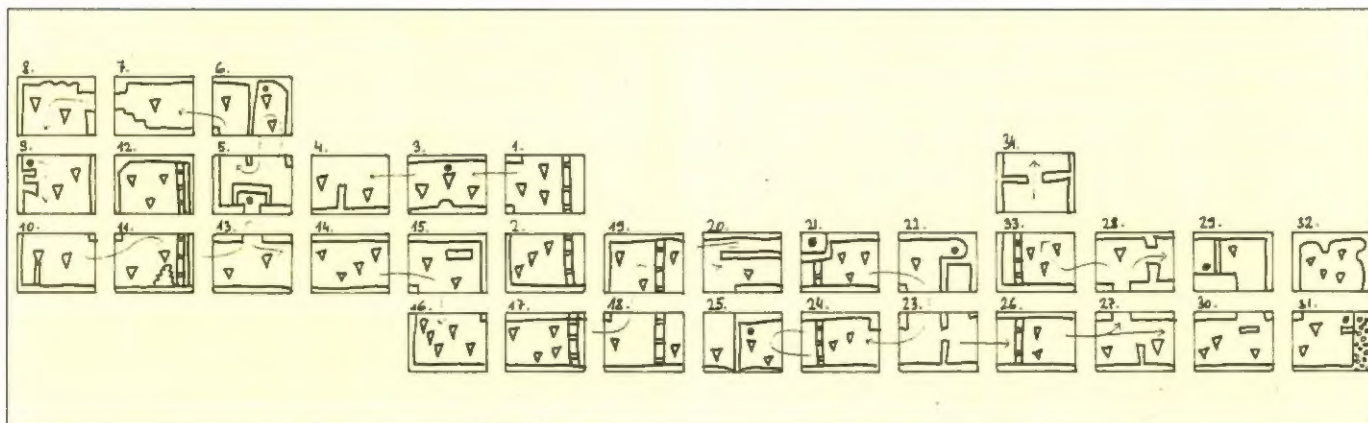 8. 7. 6.
9. 12. 5. 4. 3. 1. 34.
10. 11. 13. 14. 15. 2. 19. 20. 21. 22. 33. 28. 29. 32.
16. 17. 18. 25. 24. 23. 26. 27. 30. 31.